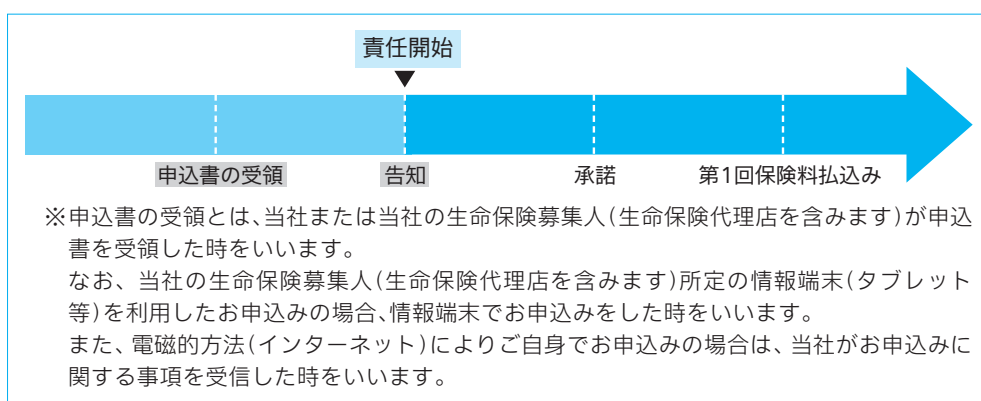 責任開始
申込書の受領 告知 承諾 第1回保険料払込み
※申込書の受領とは、当社または当社の生命保険募集人(生命保険代理店を含みます)が申込
書を受領した時をいいます。
なお、当社の生命保険募集人(生命保険代理店を含みます)所定の情報端末(タブレット
等)を利用したお申込みの場合、情報端末でお申込みをした時をいいます。
また、電磁的方法(インターネット)によりご自身でお申込みの場合は、当社がお申込みに
関する事項を受信した時をいいます。